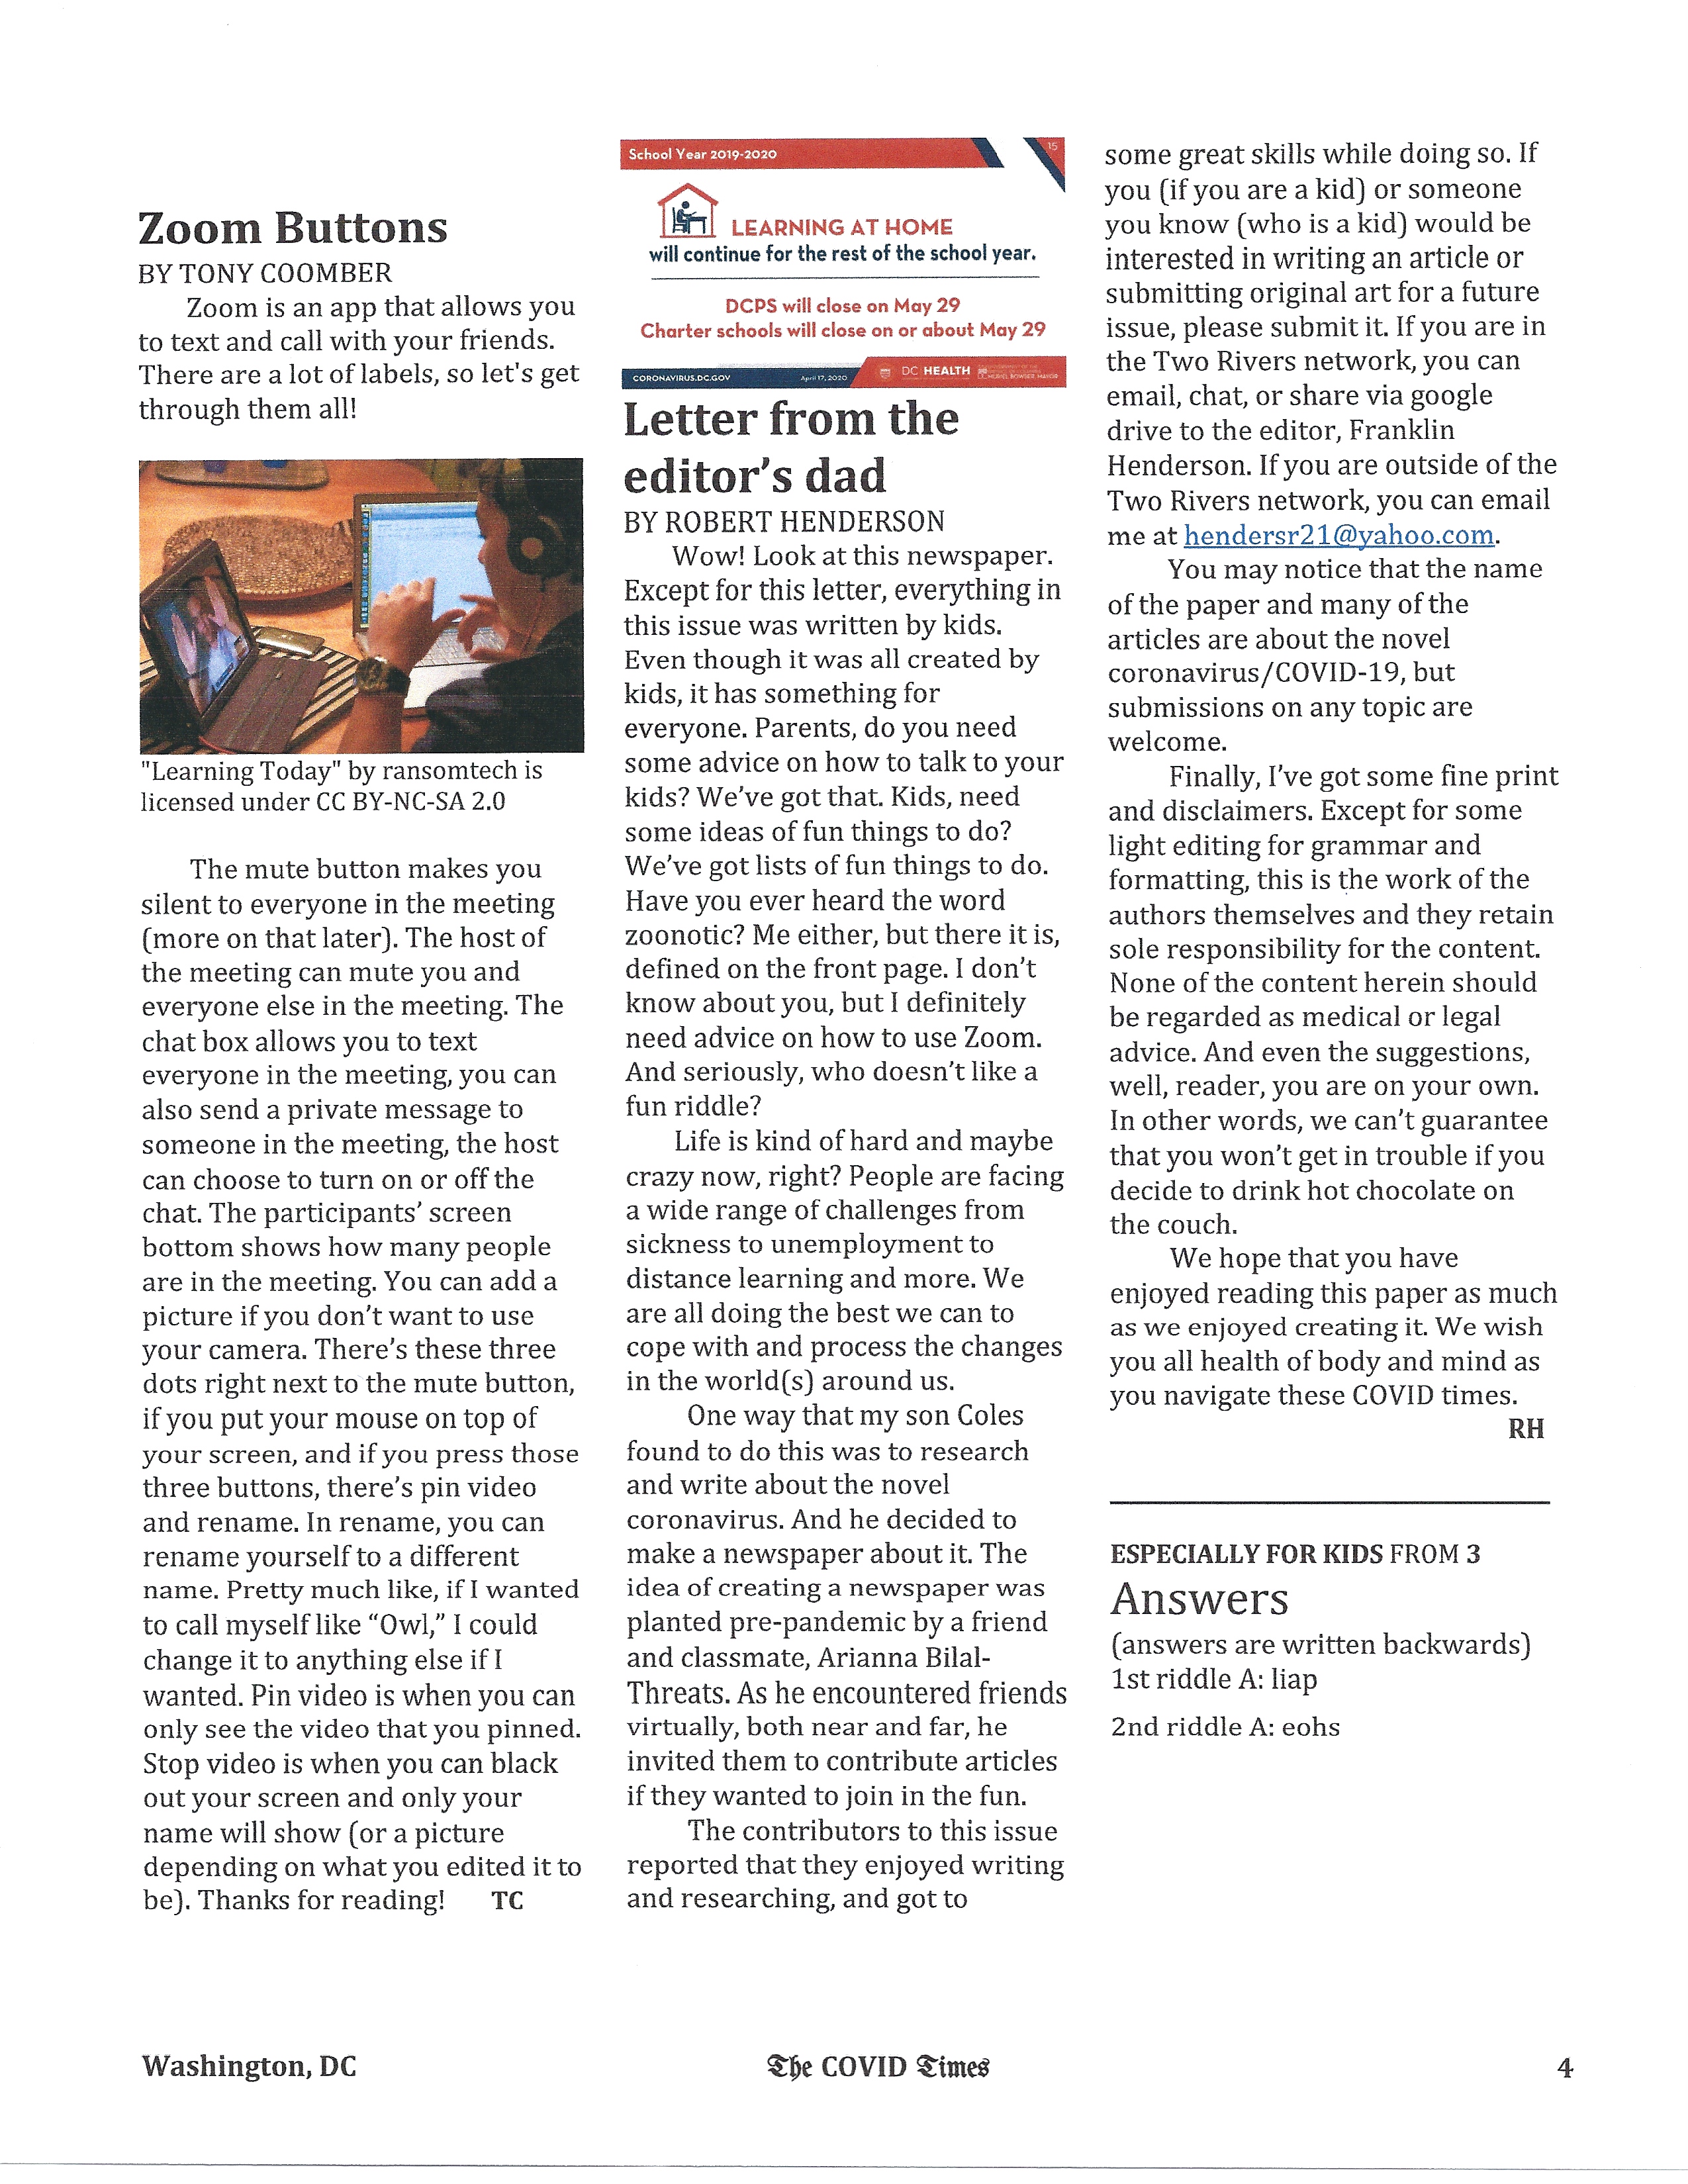 Zoom Buttons
BY TONY COOMBER
Zoom is an app that allows you
to text and call with your friends.
There are a lot of labels, so let's get
through them all!
"Learning Today" by ransomtech is
licensed under CC BY-NC-SA 2.0
The mute button makes you
silent to everyone in the meeting
(more on that later). The host of
the meeting can mute you and
everyone else in the meeting. The
chat box allows you to text
everyone in the meeting, you can
also send a private message to
someone in the meeting, the host
can choose to turn on or off the
chat. The participants’ screen
bottom shows how many people
are in the meeting. You can add a
picture if you don’t want to use
your camera. There’s these three
dots right next to the mute button,
if you put your mouse on top of
your screen, and if you press those
three buttons, there’s pin video
and rename. In rename, you can
rename yourself to a different
name. Pretty much like, if I wanted
to call myself like “Owl,” I could
change it to anything else if I
wanted. Pin video is when you can
only see the video that you pinned.
Stop video is when you can black
out your screen and only your
name will show (or a picture
depending on what you edited it to
be). Thanks for reading! TC
School Year 2019-2020
15
LEARNING AT HOME
will continue for the rest of the school year.
DCPS will close on May 29
Charter schools will close on or about May 29
CORONAVIRUS.DC.GOV April 17, 2020 DC HEALTH
Letter from the
editor’s dad
BY ROBERT HENDERSON
Wow! Look at this newspaper.
Except for this letter, everything in
this issue was written by kids.
Even though it was all created by
kids, it has something for
everyone. Parents, do you need
some advice on how to talk to your
kids? We’ve got that. Kids, need
some ideas of fun things to do?
We’ve got lists of fun things to do.
Have you ever heard the word
zoonotic? Me either, but there it is,
defined on the front page. I don’t
know about you, but I definitely
need advice on how to use Zoom.
And seriously, who doesn’t like a
fun riddle?
Life is kind of hard and maybe
crazy now, right? People are facing
a wide range of challenges from
sickness to unemployment to
distance learning and more. We
are all doing the best we can to
cope with and process the changes
in the world(s) around us.
One way that my son Coles
found to do this was to research
and write about the novel
coronavirus. And he decided to
make a newspaper about it. The
idea of creating a newspaper was
planted pre-pandemic by a friend
and classmate, Arianna Bilal-
Threats. As he encountered friends
virtually, both near and far, he
invited them to contribute articles
if they wanted to join in the fun.
The contributors to this issue
reported that they enjoyed writing
and researching, and got to
some great skills while doing so. If
you (if you are a kid) or someone
you know (who is a kid) would be
interested in writing an article or
submitting original art for a future
issue, please submit it. If you are in
the Two Rivers network, you can
email, chat, or share via google
drive to the editor, Franklin
Henderson. If you are outside of the
Two Rivers network, you can email
me at hendersr21@yahoo.com.
You may notice that the name
of the paper and many of the
articles are about the novel
coronavirus/COVID-19, but
submissions on any topic are
welcome.
Finally, I’ve got some fine print
and disclaimers. Except for some
light editing for grammar and
formatting, this is the work of the
authors themselves and they retain
sole responsibility for the content.
None of the content herein should
be regarded as medical or legal
advice. And even the suggestions,
well, reader, you are on your own.
In other words, we can’t guarantee
that you won’t get in trouble if you
decide to drink hot chocolate on
the couch.
We hope that you have
enjoyed reading this paper as much
as we enjoyed creating it. We wish
you all health of body and mind as
you navigate these COVID times.
RH
ESPECIALLY FOR KIDS FROM 3
Answers
(answers are written backwards)
1st riddle A: liap
2nd riddle A: eohs
Washington, DC The COVID Times 4